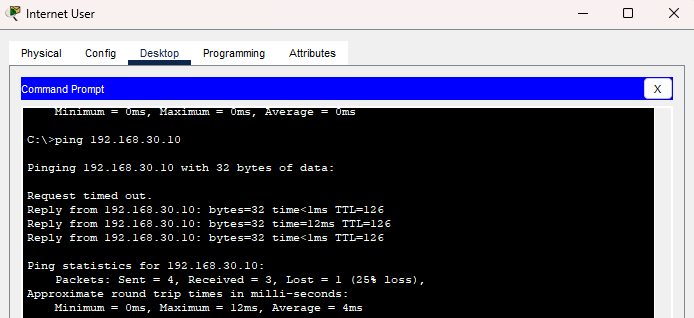 Internet User
Physical Config Desktop Programming Attributes
Command Prompt X
Minimum = 0ms, Maximum = 0ms, Average = 0ms
C:\>ping 192.168.30.10
Pinging 192.168.30.10 with 32 bytes of data:
Request timed out.
Reply from 192.168.30.10: bytes=32 time<1ms TTL=126
Reply from 192.168.30.10: bytes=32 time=12ms TTL=126
Reply from 192.168.30.10: bytes=32 time<1ms TTL=126
Ping statistics for 192.168.30.10:
Packets: Sent = 4, Received = 3, Lost = 1 (25% loss),
Approximate round trip times in milli-seconds:
Minimum = 0ms, Maximum = 12ms, Average = 4ms